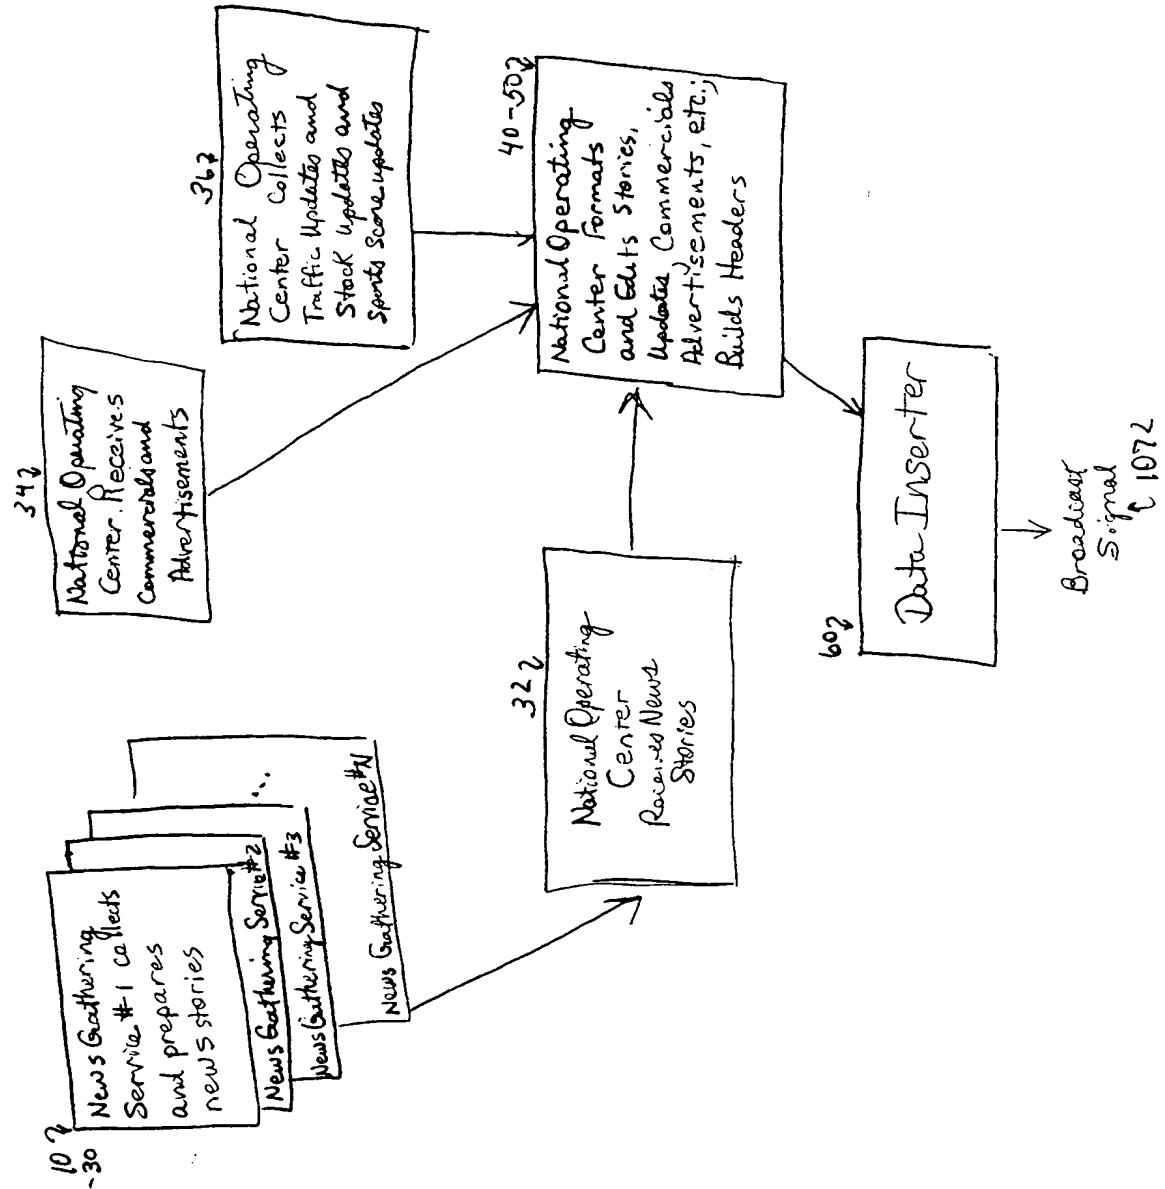 10
-30
News Gathering
Service #1 collects
and prepares
news stories
News Gathering Service #2
News Gathering Service #3
...
News Gathering Service #N
34
National Operating
Center Receives
Commercials and
Advertisements
36
National Operating
Center Collects
Traffic Updates and
Stock Updates and
Sports Score updates
32
National Operating
Center
Receives News
Stories
40-50
National Operating
Center Formats
and Edits Stories,
Updates, Commercials
Advertisements, etc.;
Builds Headers
60
Data Inserter
Broadcast
Signal
107